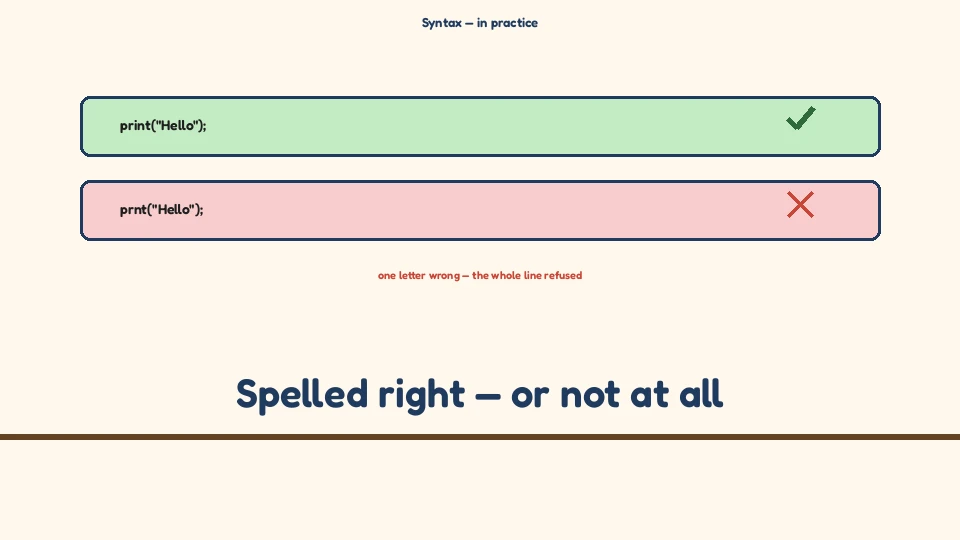 Syntax — in practice
print("Hello");
prnt("Hello");
one letter wrong — the whole line refused
Spelled right — or not at all